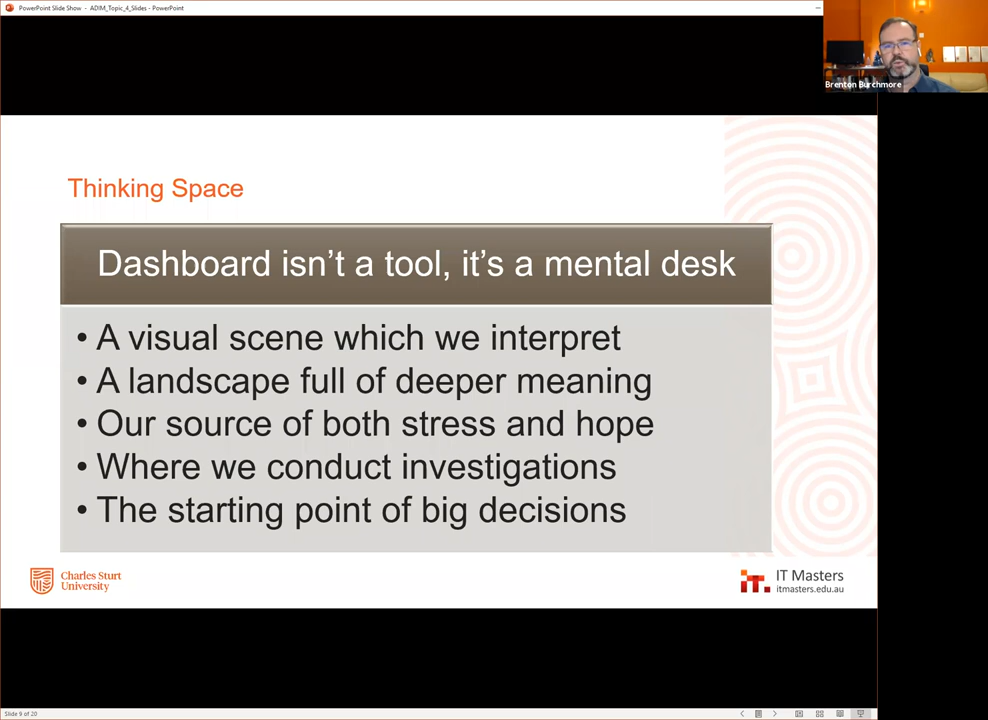 PowerPoint Slide Show - ADIM_Topic_4_Slides - PowerPoint
Brenton Burchmore
Thinking Space
Dashboard isn’t a tool, it’s a mental desk
• A visual scene which we interpret
• A landscape full of deeper meaning
• Our source of both stress and hope
• Where we conduct investigations
• The starting point of big decisions
Charles Sturt
University
iT.
IT Masters
itmasters.edu.au
Slide 9 of 20